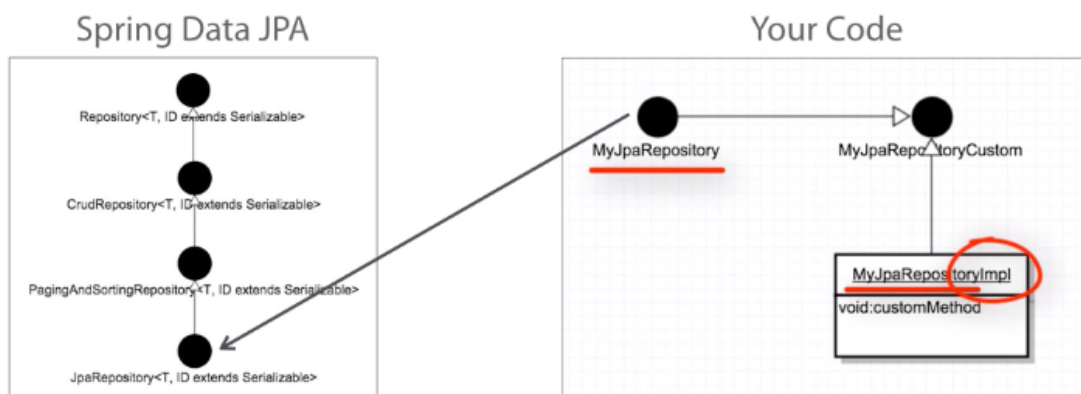 Spring Data JPA
Your Code
Repository<T, ID extends Serializable>
CrudRepository<T, ID extends Serializable>
PagingAndSortingRepository<T, ID extends Serializable>
JpaRepository<T, ID extends Serializable>
MyJpaRepository
MyJpaRepositoryCustom
MyJpaRepositoryImpl
void:customMethod